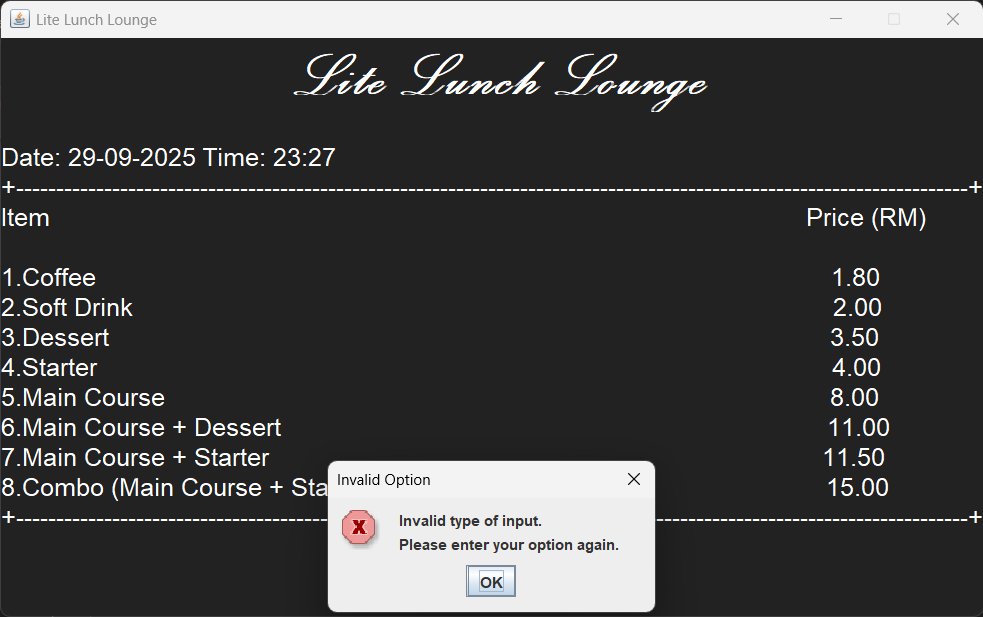 Lite Lunch Lounge
Lite Lunch Lounge
Date: 29-09-2025 Time: 23:27
+-----------------------------------------------------------------------------------------------------------------------+
Item Price (RM)
1.Coffee 1.80
2.Soft Drink 2.00
3.Dessert 3.50
4.Starter 4.00
5.Main Course 8.00
6.Main Course + Dessert 11.00
7.Main Course + Starter 11.50
8.Combo (Main Course + Sta 15.00
+-----------------------------------------------------------------------------------------------------------------------+
Invalid Option
Invalid type of input.
Please enter your option again.
OK